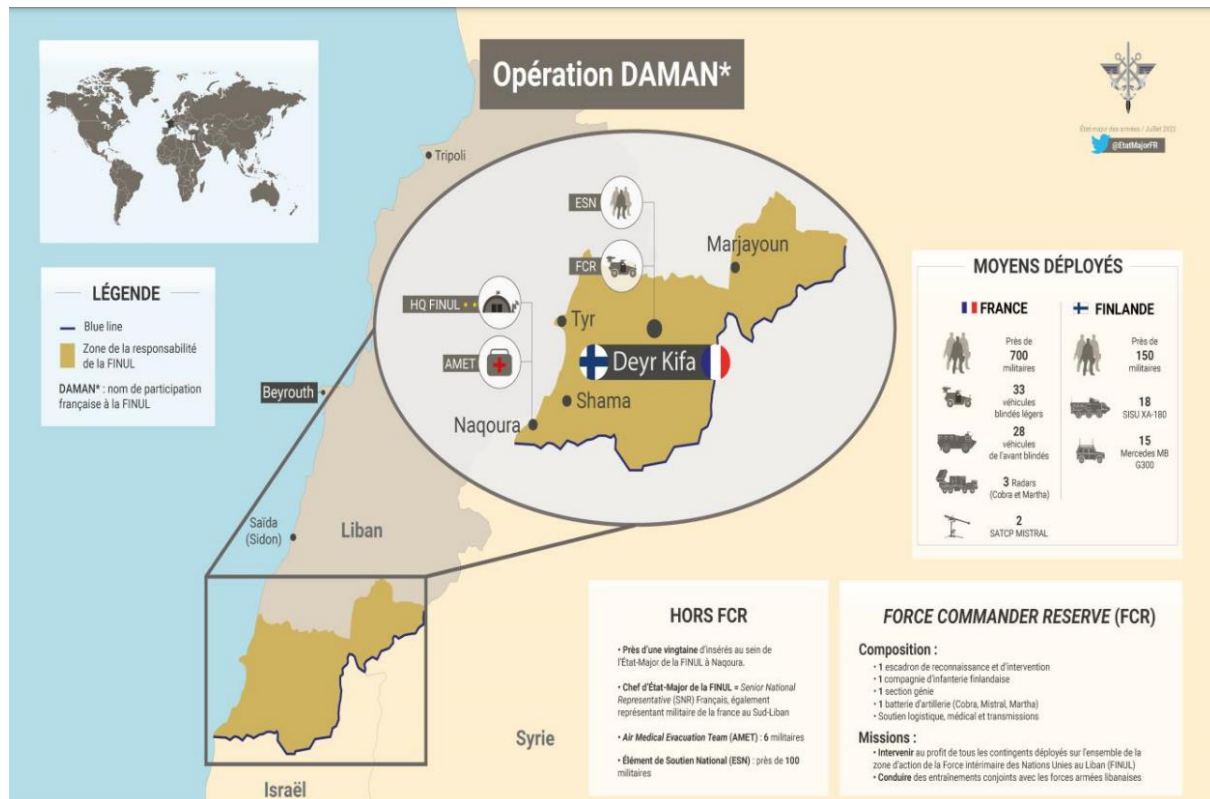 Opération DAMAN*
État-major des armées / Juillet 2022
@EtatMajorFR
Tripoli
LÉGENDE
Blue line
Zone de la responsabilité
de la FINUL
DAMAN* : nom de participation
française à la FINUL
Beyrouth
Saïda
(Sidon)
Liban
Syrie
Israël
ESN
FCR
HQ FINUL
AMET
Marjayoun
Tyr
Deyr Kifa
Shama
Naqoura
MOYENS DÉPLOYÉS
FRANCE
Près de
700
militaires
33
véhicules
blindés légers
28
véhicules
de l'avant blindés
3 Radars
(Cobra et Martha)
2
SATCP MISTRAL
FINLANDE
Près de
150
militaires
18
SISU XA-180
15
Mercedes MB
G300
HORS FCR
• Près d'une vingtaine d'insérés au sein de
l'État-Major de la FINUL à Naqoura.
• Chef d'État-Major de la FINUL = Senior National
Representative (SNR) Français, également
représentant militaire de la france au Sud-Liban
• Air Medical Evacuation Team (AMET) : 6 militaires
• Élément de Soutien National (ESN) : près de 100
militaires
FORCE COMMANDER RESERVE (FCR)
Composition :
• 1 escadron de reconnaissance et d'intervention
• 1 compagnie d'infanterie finlandaise
• 1 section génie
• 1 batterie d'artillerie (Cobra, Mistral, Martha)
• Soutien logistique, médical et transmissions
Missions :
• Intervenir au profit de tous les contingents déployés sur l'ensemble de la
zone d'action de la Force intérimaire des Nations Unies au Liban (FINUL)
• Conduire des entraînements conjoints avec les forces armées libanaises